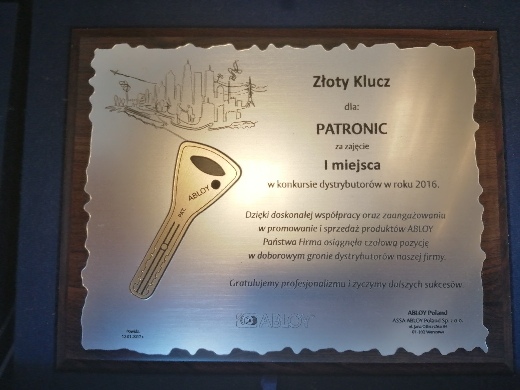 Złoty Klucz
dla:
PATRONIC
za zajęcie
I miejsca
w konkursie dystrybutorów w roku 2016.
ABLOY
Dzięki doskonałej współpracy oraz zaangażowaniu
w promowanie i sprzedaż produktów ABLOY
Państwa Firma osiągnęła czołową pozycję
w doborowym gronie dystrybutorów naszej firmy.
Gratulujemy profesjonalizmu i życzymy dalszych sukcesów
ABLOY
ABLOY Poland
ASSA ABLOY Poland Sp. z o.o.
Warszawa